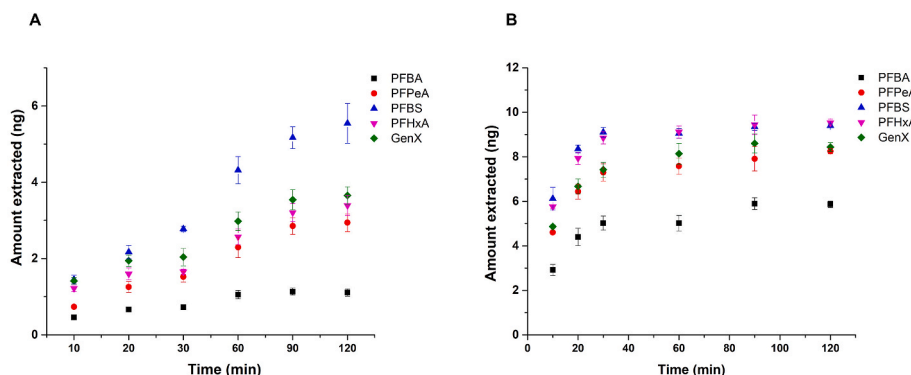 A
Amount extracted (ng)
6
4
2
0
10 20 30 60 90 120
Time (min)
PFBA
PFPeA
PFBS
PFHxA
GenX
B
Amount extracted (ng)
12
10
8
6
4
2
0
0 20 40 60 80 100 120
Time (min)
PFBA
PFPeA
PFBS
PFHxA
GenX